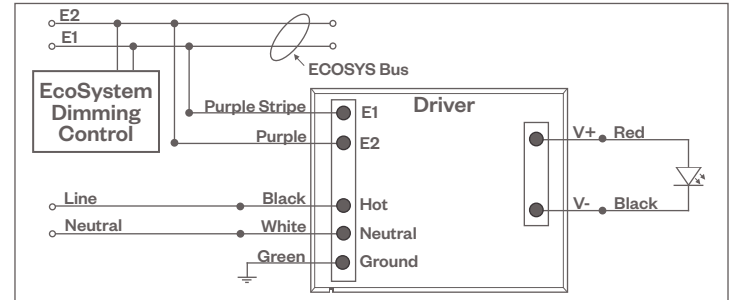 E2
E1
ECOSYS Bus
EcoSystem
Dimming
Control
Driver
Purple Stripe
E1
Purple
E2
V+
Red
Line
Black
Hot
V-
Black
Neutral
White
Neutral
Green
Ground